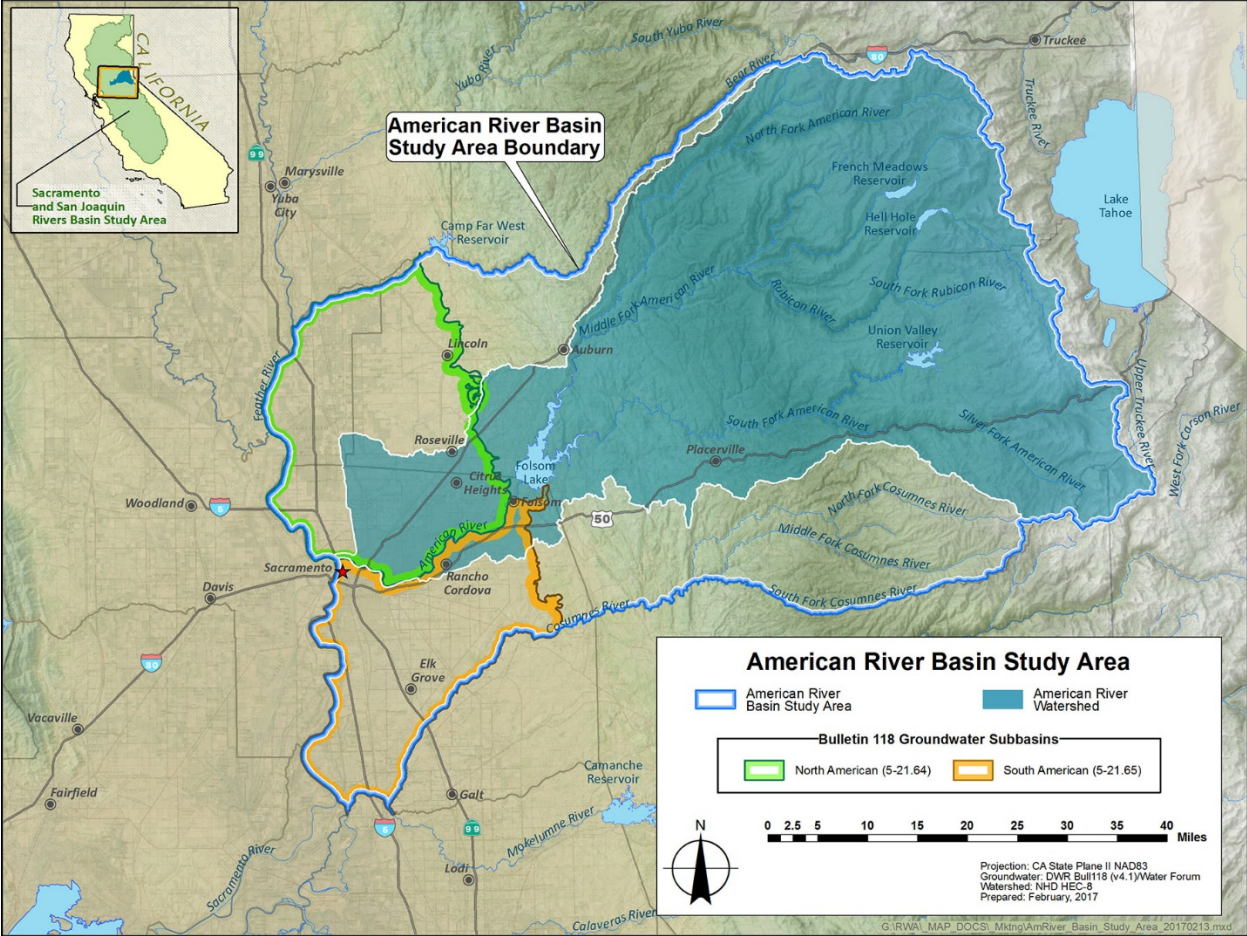 CALIFORNIA
Sacramento
and San Joaquin
Rivers Basin Study Area
South Yuba River
Yuba River
Bear River
80
Truckee
Truckee River
99
Marysville
Yuba
City
American River Basin
Study Area Boundary
North Fork American River
French Meadows
Reservoir
Hell Hole
Reservoir
Lake
Tahoe
Camp Far West
Reservoir
Middle Fork American River
Rubicon River
South Fork Rubicon River
Union Valley
Reservoir
Feather River
Lincoln
Auburn
Upper Truckee River
West Fork Carson River
South Fork American River
Silver Fork American River
Roseville
Citrus
Heights
Folsom
Lake
Placerville
Woodland
5
Folsom
50
American River
North Fork Cosumnes River
Middle Fork Cosumnes River
South Fork Cosumnes River
Sacramento
Rancho
Cordova
Davis
Cosumnes River
80
Elk
Grove
Vacaville
Fairfield
Camanche
Reservoir
Galt
5
99
Mokelumne River
Lodi
Sacramento River
Calaveras River
American River Basin Study Area
American River
Basin Study Area
American River
Watershed
Bulletin 118 Groundwater Subbasins
North American (5-21.64)
South American (5-21.65)
N
0 2.5 5 10 15 20 25 30 35 40 Miles
Projection: CA State Plane II NAD83
Groundwater: DWR Bull118 (v4.1)/Water Forum
Watershed: NHD HEC-8
Prepared: February, 2017
G:\RWA\_MAP_DOCS\_Mktng\AmRiver_Basin_Study_Area_20170213.mxd